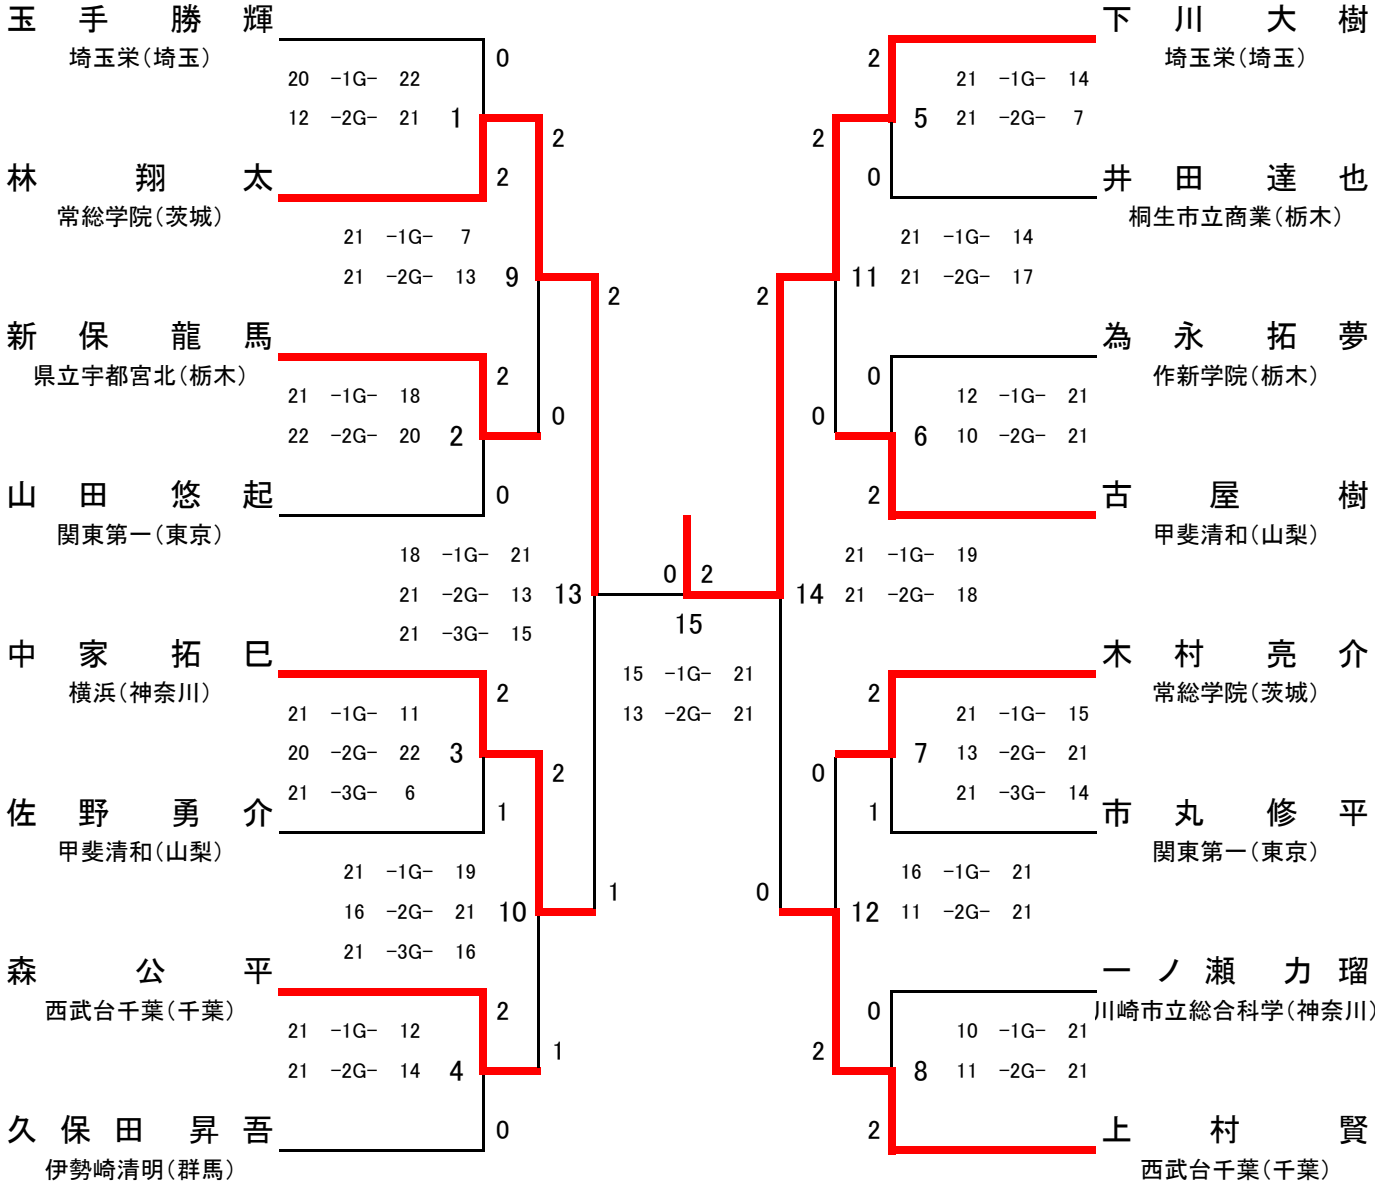 玉手 勝輝
埼玉栄(埼玉)
0
20 -1G- 22
12 -2G- 21
1
2
2
林 翔太
常総学院(茨城)
21 -1G- 7
21 -2G- 13
9
2
新保 龍馬
県立宇都宮北(栃木)
2
0
21 -1G- 18
22 -2G- 20
2
0
山田 悠起
関東第一(東京)
18 -1G- 21
21 -2G- 13
21 -3G- 15
13
中家 拓巳
横浜(神奈川)
2
21 -1G- 11
20 -2G- 22
21 -3G- 6
3
2
1
佐野 勇介
甲斐清和(山梨)
21 -1G- 19
16 -2G- 21
21 -3G- 16
10
1
森 公平
西武台千葉(千葉)
2
21 -1G- 12
21 -2G- 14
4
1
0
久保田 昇吾
伊勢崎清明(群馬)
0 2
15
15 -1G- 21
13 -2G- 21
下川 大樹
埼玉栄(埼玉)
2
21 -1G- 14
21 -2G- 7
5
2
0
井田 達也
桐生市立商業(栃木)
21 -1G- 14
21 -2G- 17
11
2
為永 拓夢
作新学院(栃木)
0
0
12 -1G- 21
10 -2G- 21
6
2
古屋 樹
甲斐清和(山梨)
21 -1G- 19
21 -2G- 18
14
木村 亮介
常総学院(茨城)
2
21 -1G- 15
13 -2G- 21
21 -3G- 14
7
0
1
市丸 修平
関東第一(東京)
16 -1G- 21
11 -2G- 21
12
0
一ノ瀬 力瑠
川崎市立総合科学(神奈川)
0
10 -1G- 21
11 -2G- 21
8
2
2
上村 賢
西武台千葉(千葉)